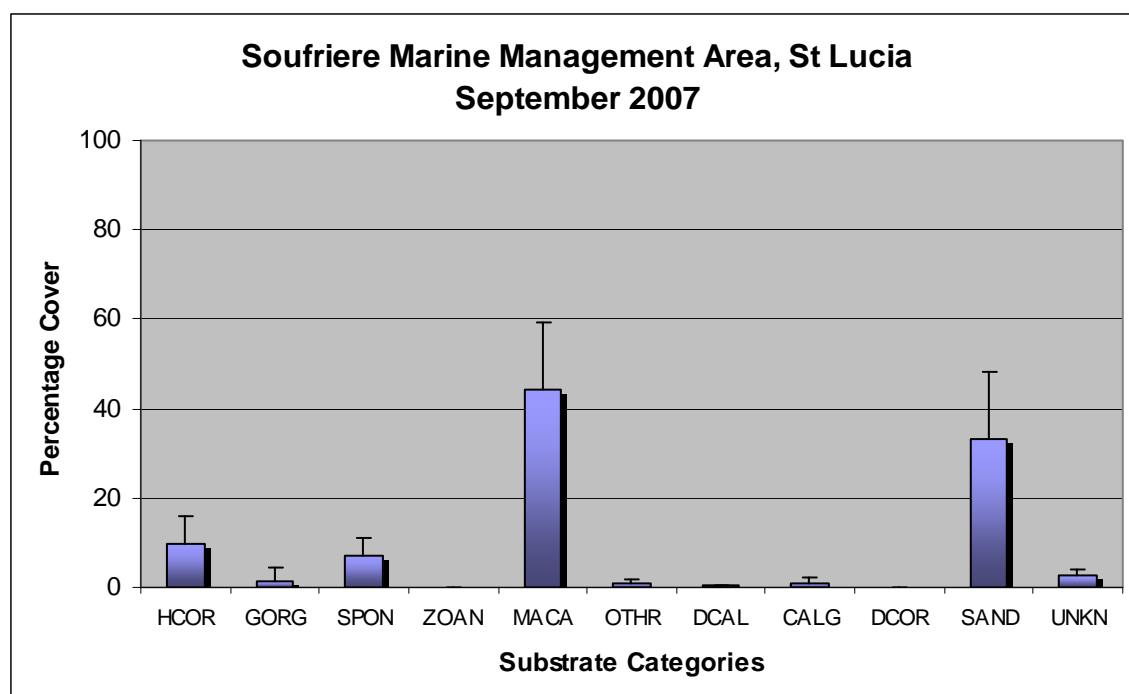 Soufriere Marine Management Area, St Lucia
September 2007
100
80
60
40
20
0
Percentage Cover
HCOR GORG SPON ZOAN MACA OTHR DCAL CALG DCOR SAND UNKN
Substrate Categories